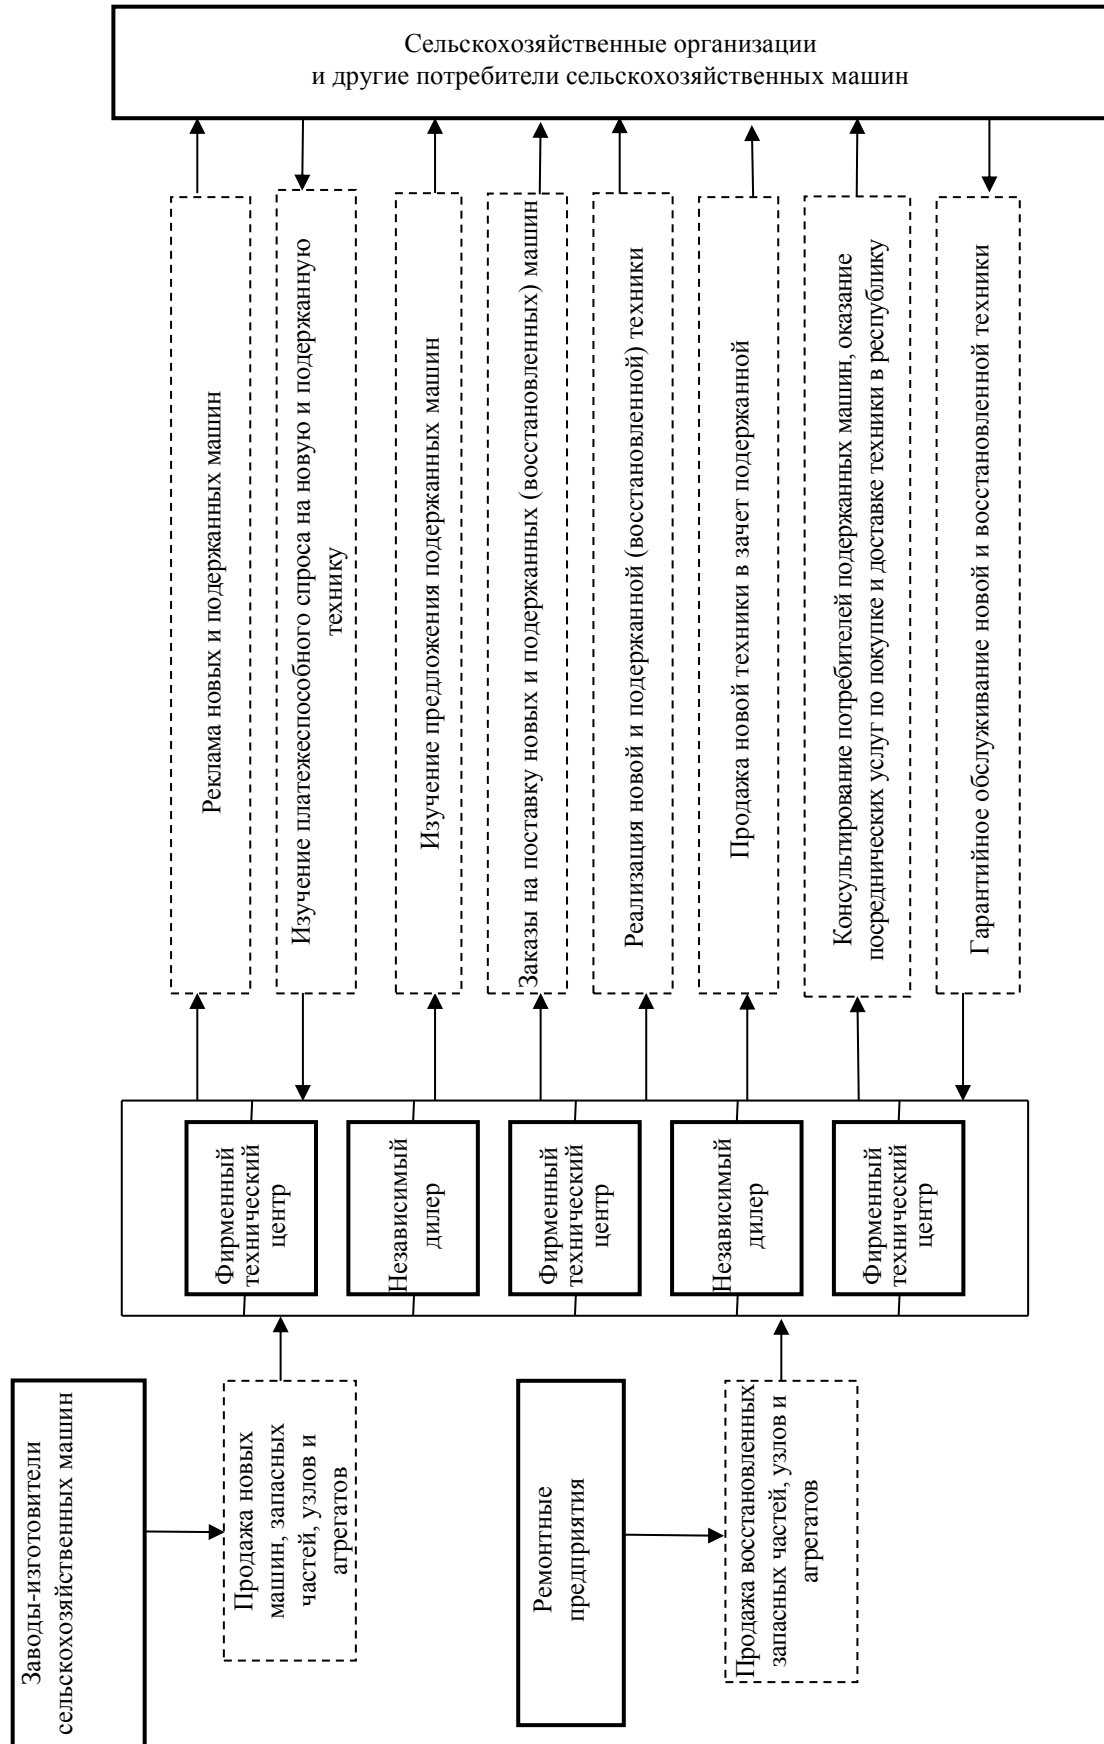 Сельскохозяйственные организации
и другие потребители сельскохозяйственных машин
Реклама новых и подержанных машин
Изучение платежеспособного спроса на новую и подержанную
технику
Изучение предложения подержанных машин
Заказы на поставку новых и подержанных (восстановленных) машин
Реализация новой и подержанной (восстановленной) техники
Продажа новой техники в зачет подержанной
Консультирование потребителей подержанных машин, оказание
посреднических услуг по покупке и доставке техники в республику
Гарантийное обслуживание новой и восстановленной техники
Фирменный
технический
центр
Независимый
дилер
Фирменный
технический
центр
Независимый
дилер
Фирменный
технический
центр
Заводы-изготовители
сельскохозяйственных машин
Продажа новых
машин, запасных
частей, узлов и
агрегатов
Ремонтные
предприятия
Продажа восстановленных
запасных частей, узлов и
агрегатов